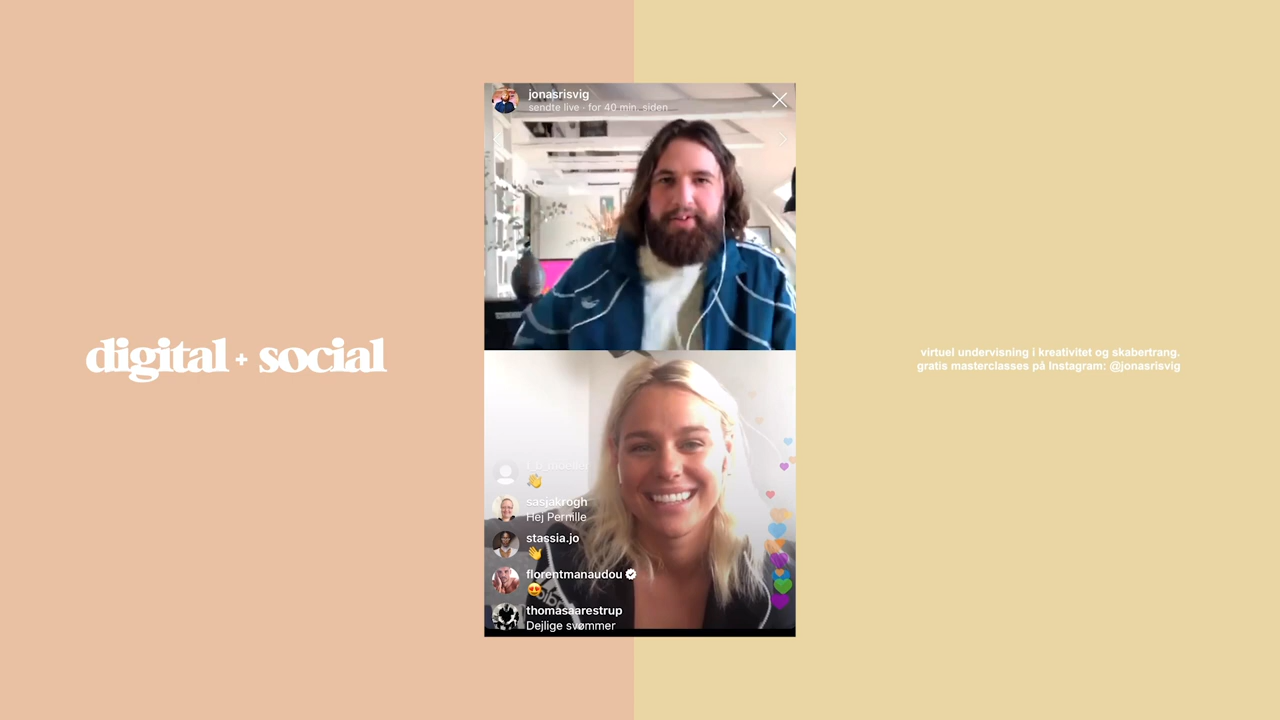 jonasrisvig
sendte live · for 40 min. siden
digital + social
virtuel undervisning i kreativitet og skabertrang.
gratis masterclasses på Instagram: @jonasrisvig
sasjakrogh
Hej Pernille
stassia.jo
florentmanaudou
thomasaarestrup
Dejlige svømmer